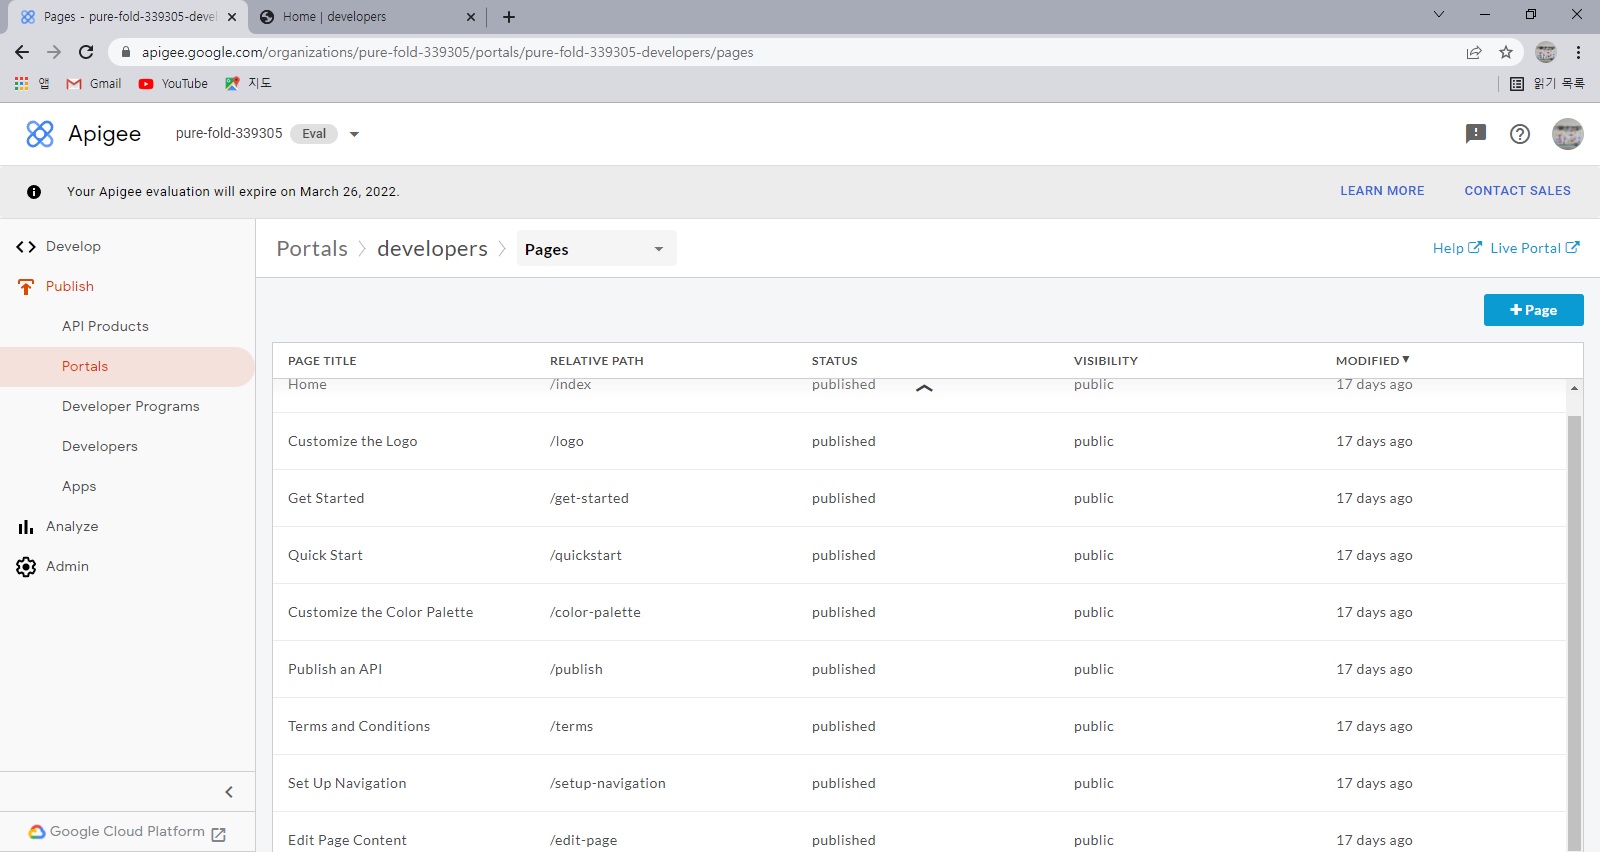 Pages - pure-fold-339305-devel
Home | developers
apigee.google.com/organizations/pure-fold-339305/portals/pure-fold-339305-developers/pages
앱 Gmail YouTube 지도 읽기 목록
Apigee pure-fold-339305 Eval
Your Apigee evaluation will expire on March 26, 2022. LEARN MORE CONTACT SALES
Develop
Publish
API Products
Portals
Developer Programs
Developers
Apps
Analyze
Admin
Google Cloud Platform
Portals developers Pages Help Live Portal
+ Page
PAGE TITLE RELATIVE PATH STATUS VISIBILITY MODIFIED
Home /index published public 17 days ago
Customize the Logo /logo published public 17 days ago
Get Started /get-started published public 17 days ago
Quick Start /quickstart published public 17 days ago
Customize the Color Palette /color-palette published public 17 days ago
Publish an API /publish published public 17 days ago
Terms and Conditions /terms published public 17 days ago
Set Up Navigation /setup-navigation published public 17 days ago
Edit Page Content /edit-page published public 17 days ago